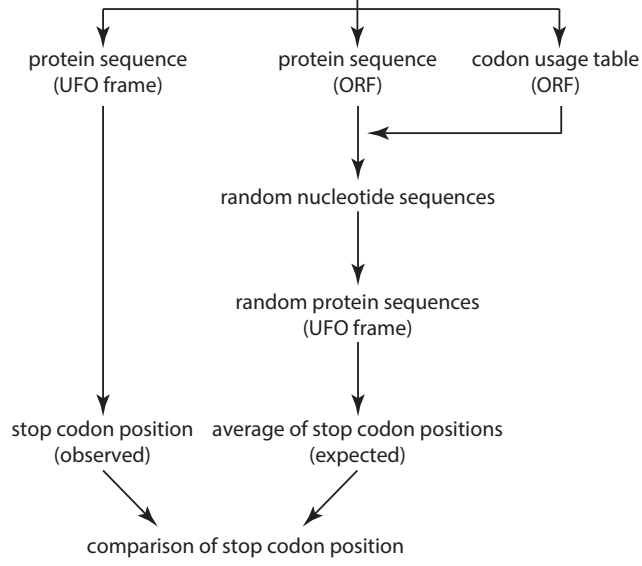 protein sequence
(UFO frame)
protein sequence
(ORF)
codon usage table
(ORF)
random nucleotide sequences
random protein sequences
(UFO frame)
stop codon position
(observed)
average of stop codon positions
(expected)
comparison of stop codon position